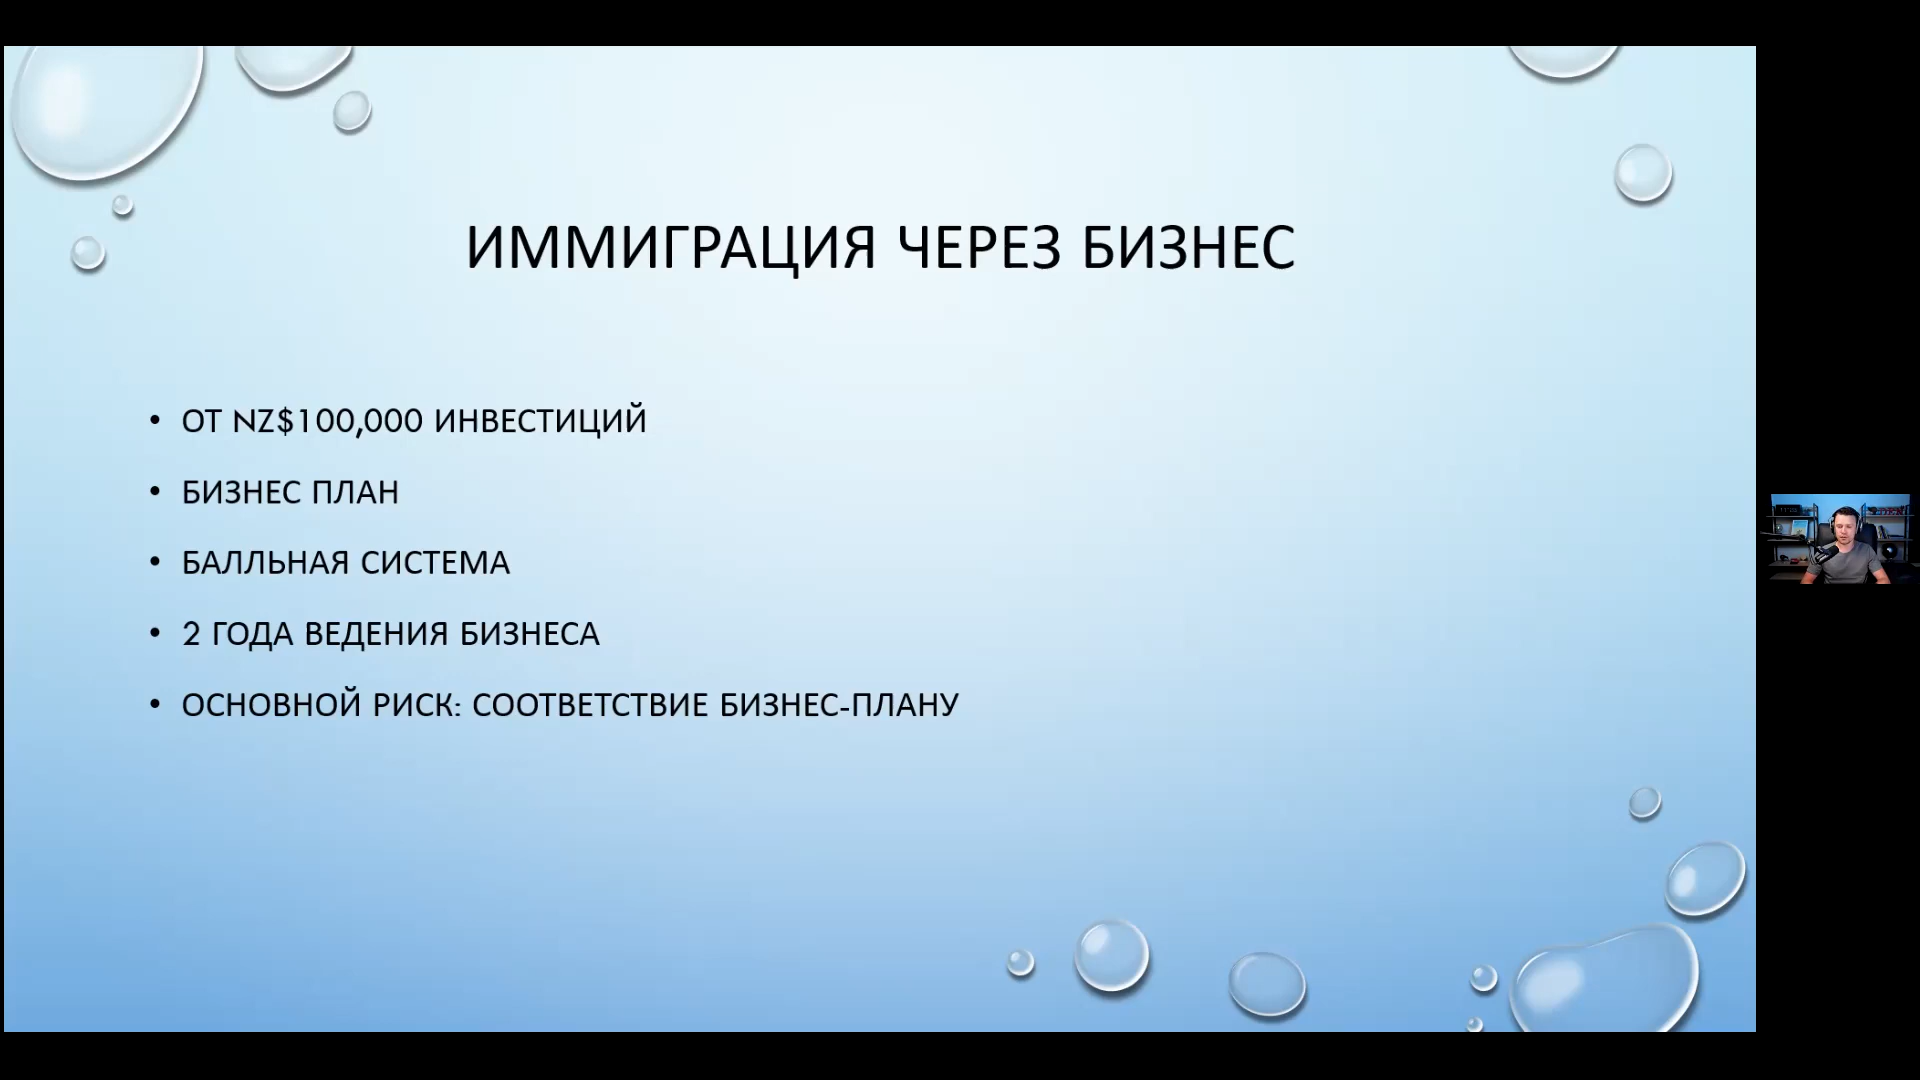 ИММИГРАЦИЯ ЧЕРЕЗ БИЗНЕС
• ОТ NZ$100,000 ИНВЕСТИЦИЙ
• БИЗНЕС ПЛАН
• БАЛЛЬНАЯ СИСТЕМА
• 2 ГОДА ВЕДЕНИЯ БИЗНЕСА
• ОСНОВНОЙ РИСК: СООТВЕТСТВИЕ БИЗНЕС-ПЛАНУ